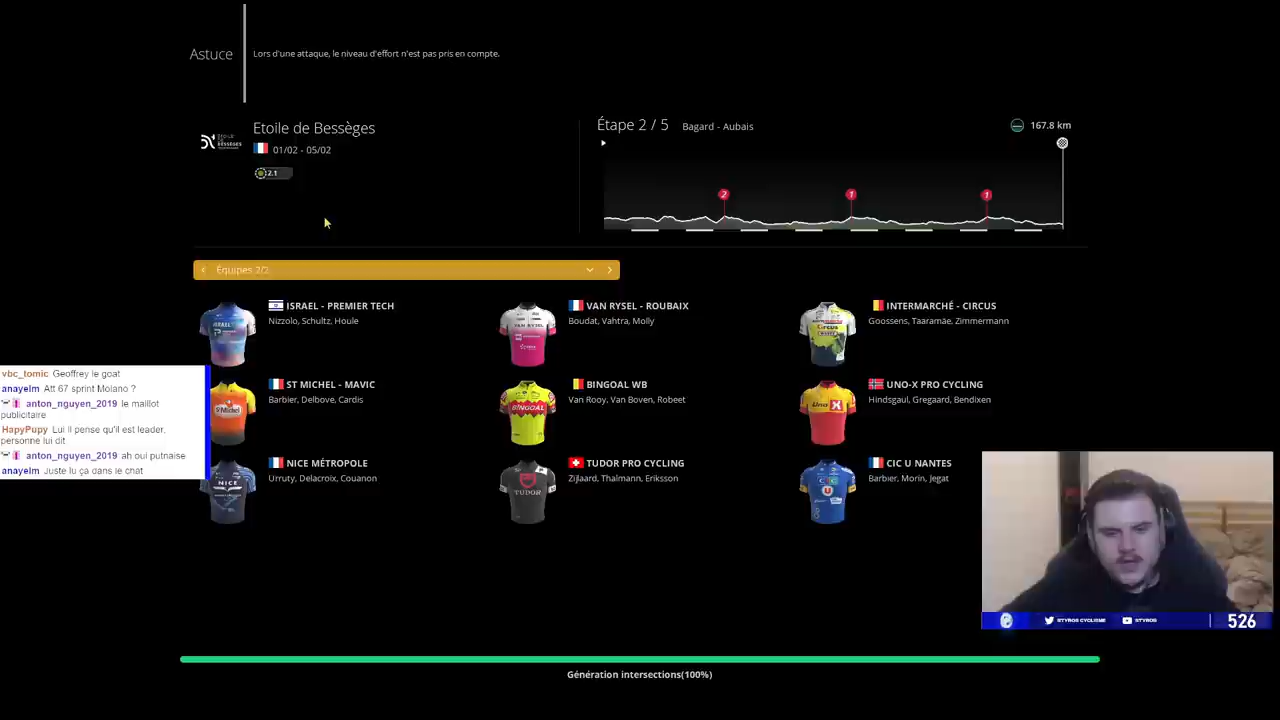 Astuce
Lors d'une attaque, le niveau d'effort n'est pas pris en compte.
Etoile de Bessèges
01/02 - 05/02
2.1
Étape 2 / 5 Bagard - Aubais
167.8 km
2 1 1
Équipes 2/2
ISRAEL - PREMIER TECH
Nizzolo, Schultz, Houle
VAN RYSEL - ROUBAIX
Boudat, Vahtra, Molly
INTERMARCHÉ - CIRCUS
Goossens, Taaramäe, Zimmermann
ST MICHEL - MAVIC
Barbier, Delbove, Cardis
BINGOAL WB
Van Rooy, Van Boven, Robeet
UNO-X PRO CYCLING
Hindsgaul, Gregaard, Bendixen
NICE MÉTROPOLE
Urruty, Delacroix, Couanon
TUDOR PRO CYCLING
Zijlaard, Thalmann, Eriksson
CIC U NANTES
Barbier, Morin, Jegat
vbc_tomic Geoffrey le goat
anayelm Att 67 sprint Molano ?
anton_nguyen_2019 le maillot
publicitaire
HapyPupy Lui il pense qu'il est leader,
personne lui dit
anton_nguyen_2019 ah oui putnaise
anayelm Juste lu ça dans le chat
STYROS CYCLISME
STYROS
526
Génération intersections(100%)